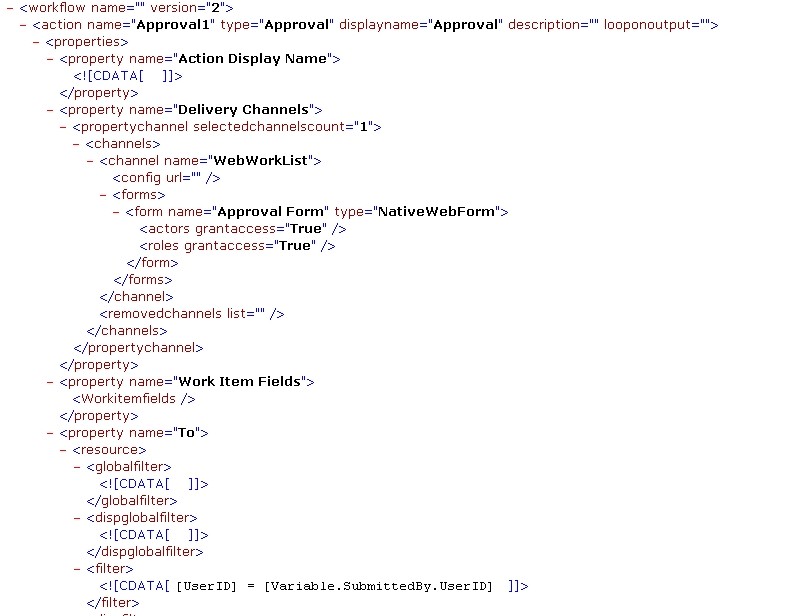 − <workflow name="" version="2">
− <action name="Approval1" type="Approval" displayname="Approval" description="" looponoutput="">
− <properties>
− <property name="Action Display Name">
<![CDATA[ ]]>
</property>
− <property name="Delivery Channels">
− <propertychannel selectedchannelscount="1">
− <channels>
− <channel name="WebWorkList">
<config url="" />
− <forms>
− <form name="Approval Form" type="NativeWebForm">
<actors grantaccess="True" />
<roles grantaccess="True" />
</form>
</forms>
</channel>
<removedchannels list="" />
</channels>
</propertychannel>
</property>
− <property name="Work Item Fields">
<Workitemfields />
</property>
− <property name="To">
− <resource>
− <globalfilter>
<![CDATA[ ]]>
</globalfilter>
− <dispglobalfilter>
<![CDATA[ ]]>
</dispglobalfilter>
− <filter>
<![CDATA[ [UserID] = [Variable.SubmittedBy.UserID] ]]>
</filter>